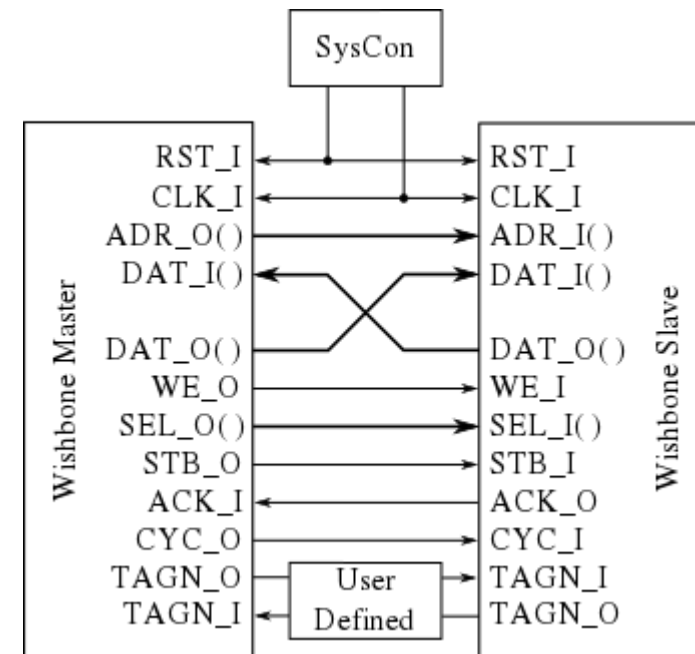 SysCon
Wishbone Master
RST_I
CLK_I
ADR_O()
DAT_I()
DAT_O()
WE_O
SEL_O()
STB_O
ACK_I
CYC_O
TAGN_O
TAGN_I
User
Defined
RST_I
CLK_I
ADR_I()
DAT_I()
DAT_O()
WE_I
SEL_I()
STB_I
ACK_O
CYC_I
TAGN_I
TAGN_O
Wishbone Slave